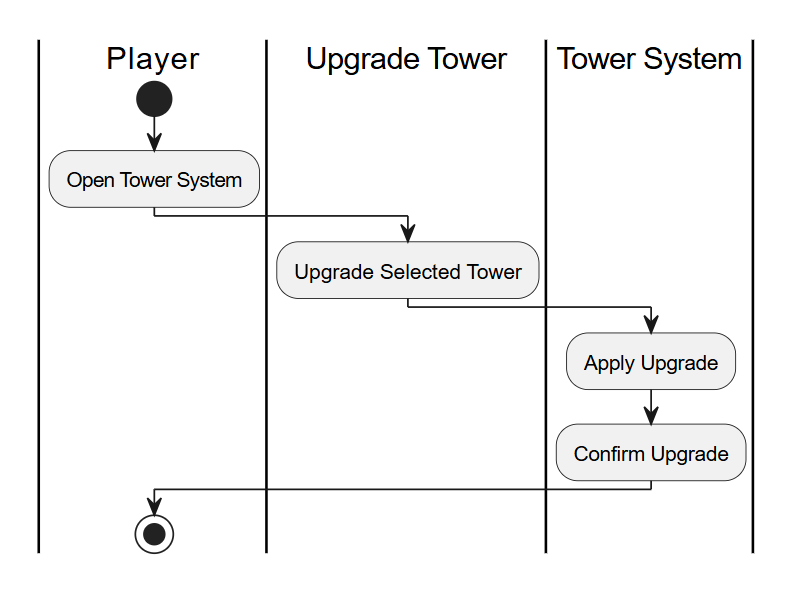 Player
Upgrade Tower
Tower System
Open Tower System
Upgrade Selected Tower
Apply Upgrade
Confirm Upgrade